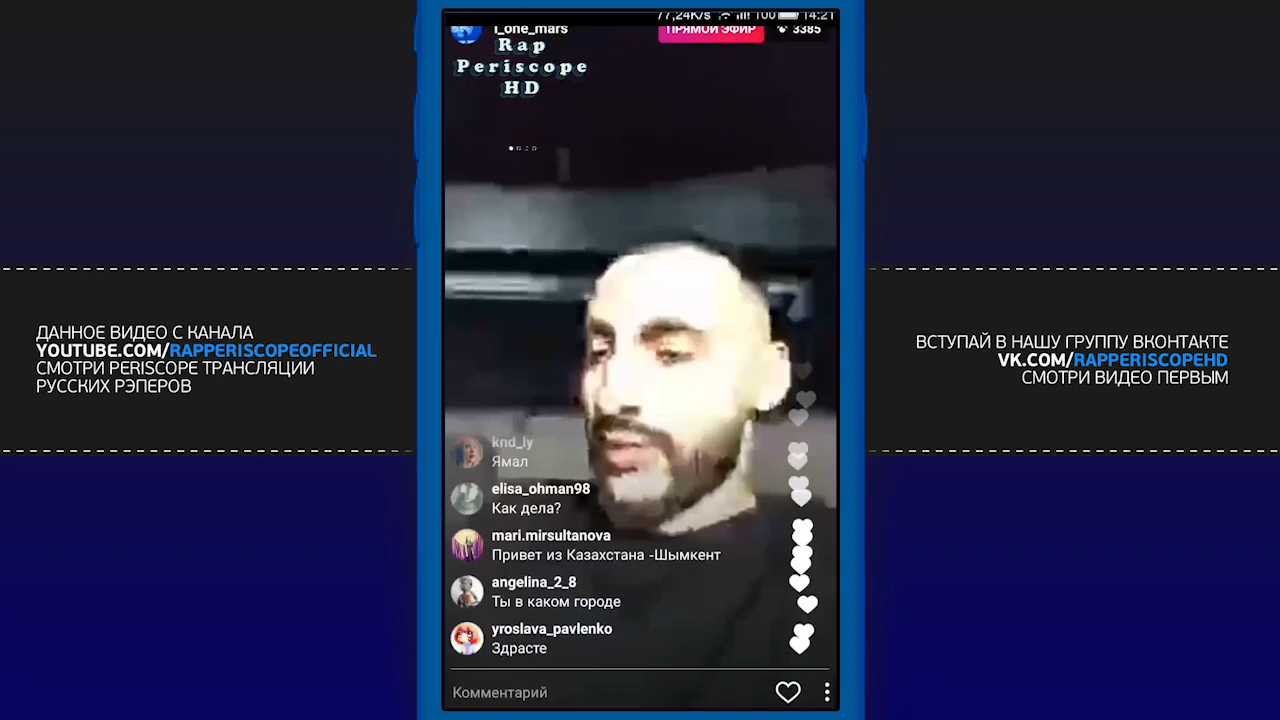 77,24K/s 100 14:21
i_one_mars
ПРЯМОЙ ЭФИР
3385
Rap
Periscope
HD
ДАННОЕ ВИДЕО С КАНАЛА
YOUTUBE.COM/RAPPERISCOPEOFFICIAL
СМОТРИ PERISCOPE ТРАНСЛЯЦИИ
РУССКИХ РЭПЕРОВ
ВСТУПАЙ В НАШУ ГРУППУ ВКОНТАКТЕ
VK.COM/RAPPERISCOPEHD
СМОТРИ ВИДЕО ПЕРВЫМ
knd_ly
Ямал
elisa_ohman98
Как дела?
mari.mirsultanova
Привет из Казахстана -Шымкент
angelina_2_8
Ты в каком городе
yroslava_pavlenko
Здрасте
Комментарий